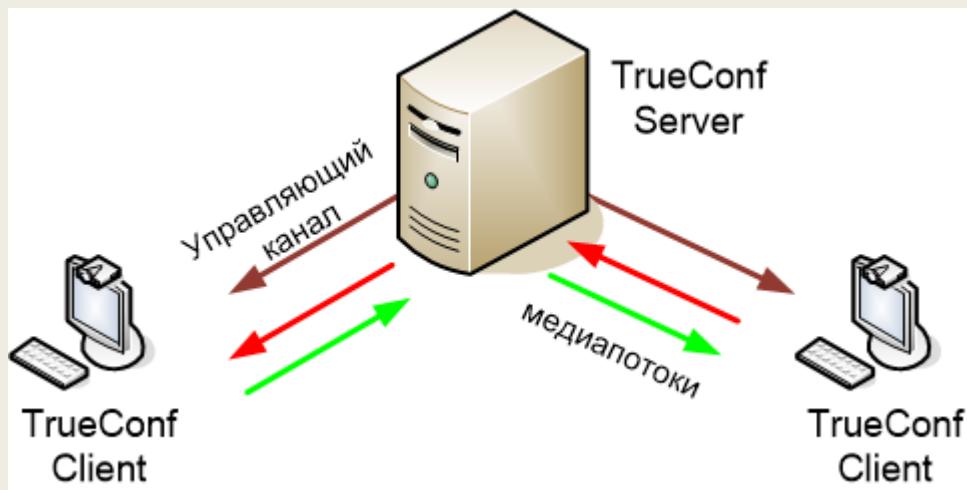 TrueConf
Server
Управляющий
канал
медиапотоки
TrueConf
Client
TrueConf
Client